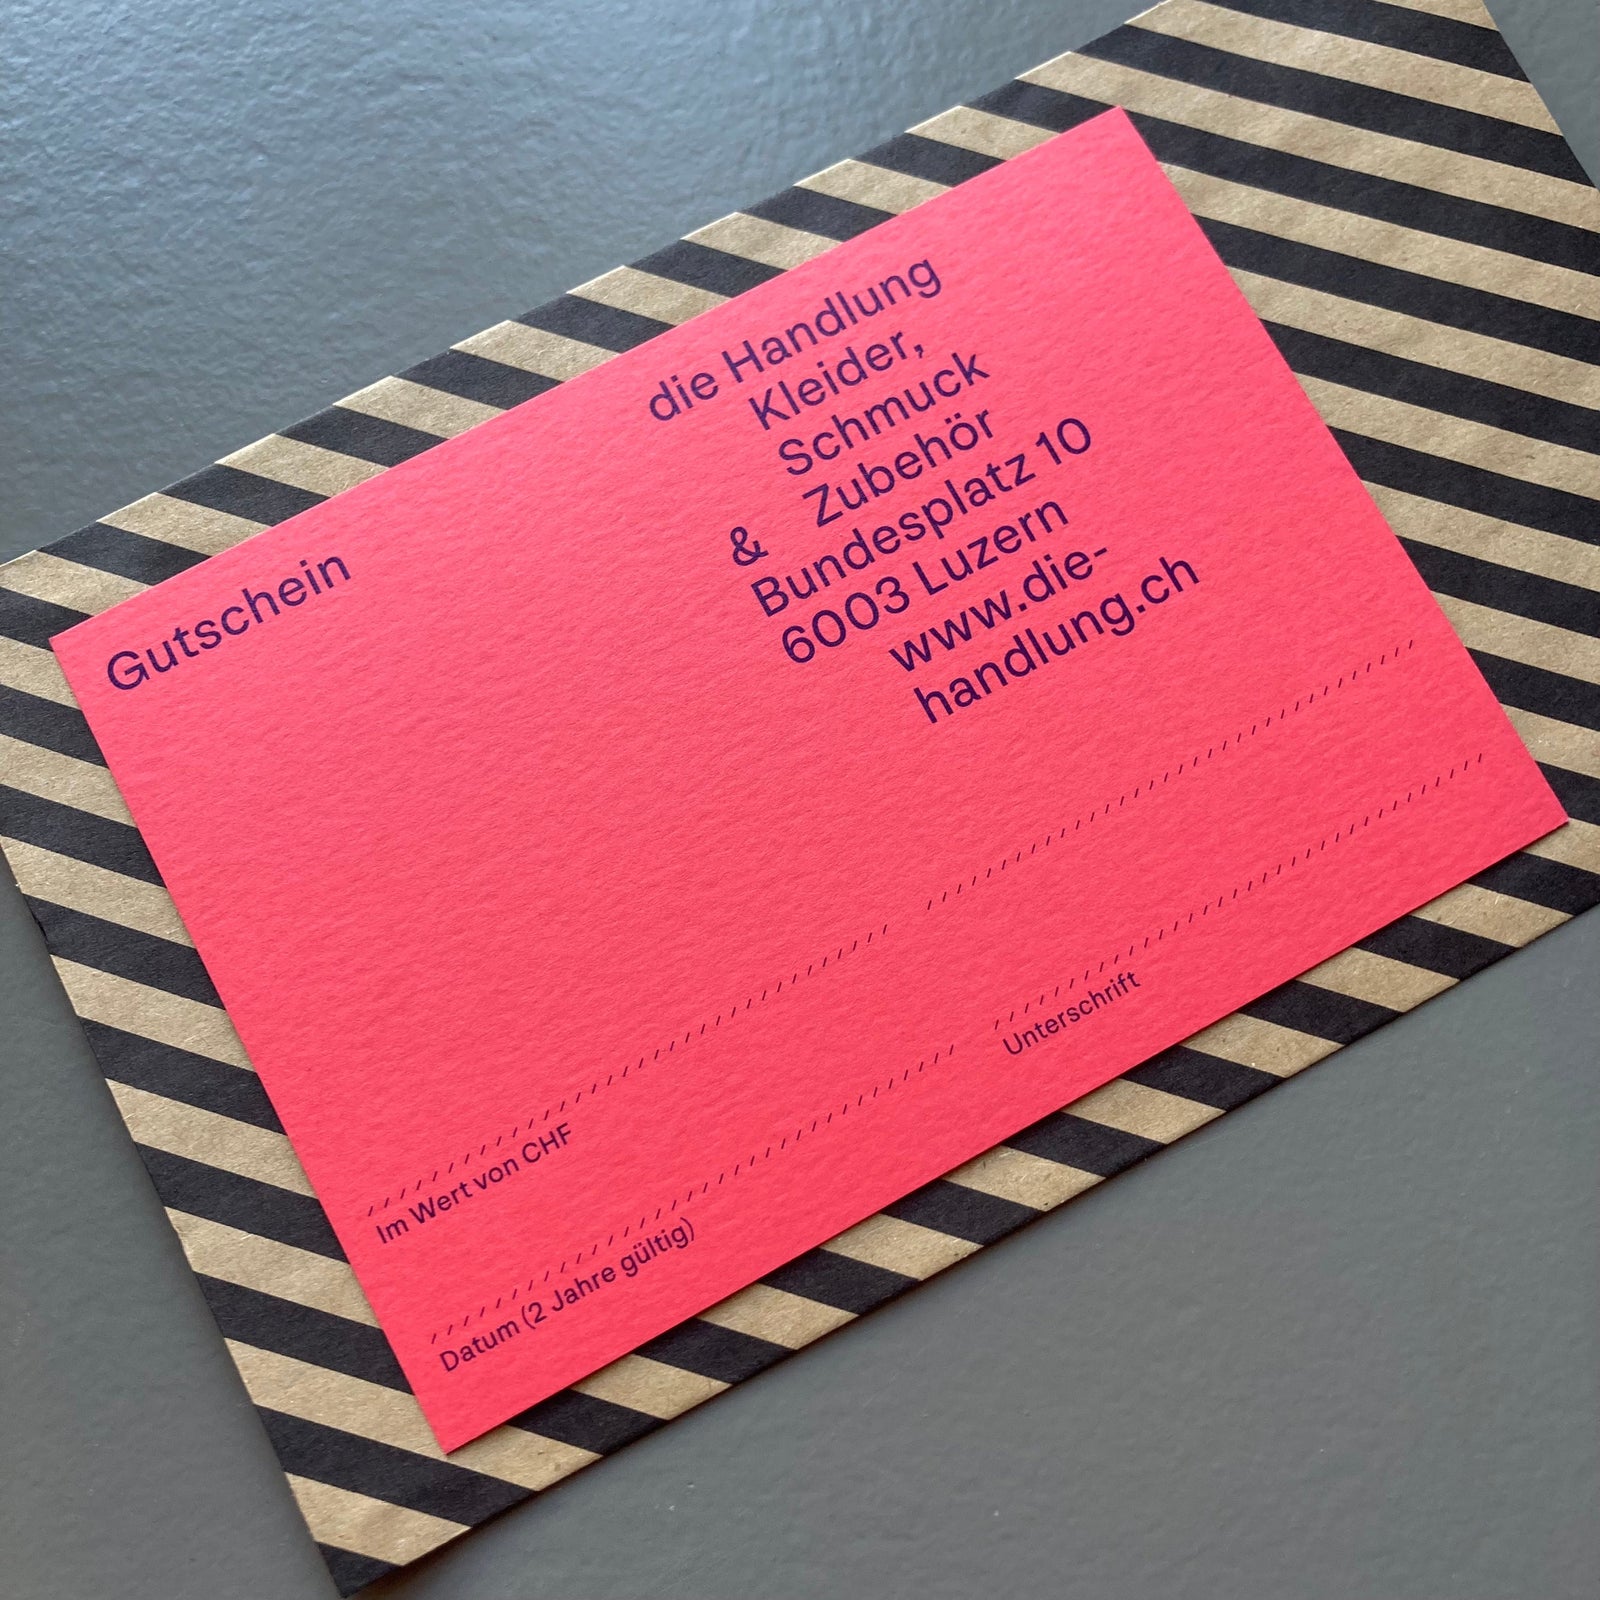 Gutschein
die Handlung
Kleider,
Schmuck
& Zubehör
Bundesplatz 10
6003 Luzern
www.die-
handlung.ch
Im Wert von CHF
Datum (2 Jahre gültig)
Unterschrift